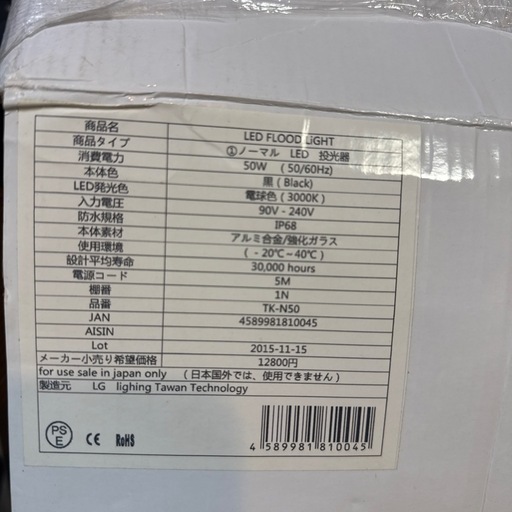 商品名 LED FLOOD LIGHT
商品タイプ ①ノーマル LED 投光器
消費電力 50W （50/60Hz)
本体色 黒 (Black)
LED発光色 電球色（3000K）
入力電圧 90V - 240V
防水規格 IP68
本体素材 アルミ合金/強化ガラス
使用環境 （ - 20℃～40℃）
設計平均寿命 30,000 hours
電源コード 5M
棚番 1N
品番 TK-N50
JAN 4589981810045
AISIN
Lot 2015-11-15
メーカー小売り希望価格 12800円
for use sale in japan only （日本国外では、使用できません）
製造元 LG lighing Tawan Technology
PS E CE RoHS
4 589981 810045